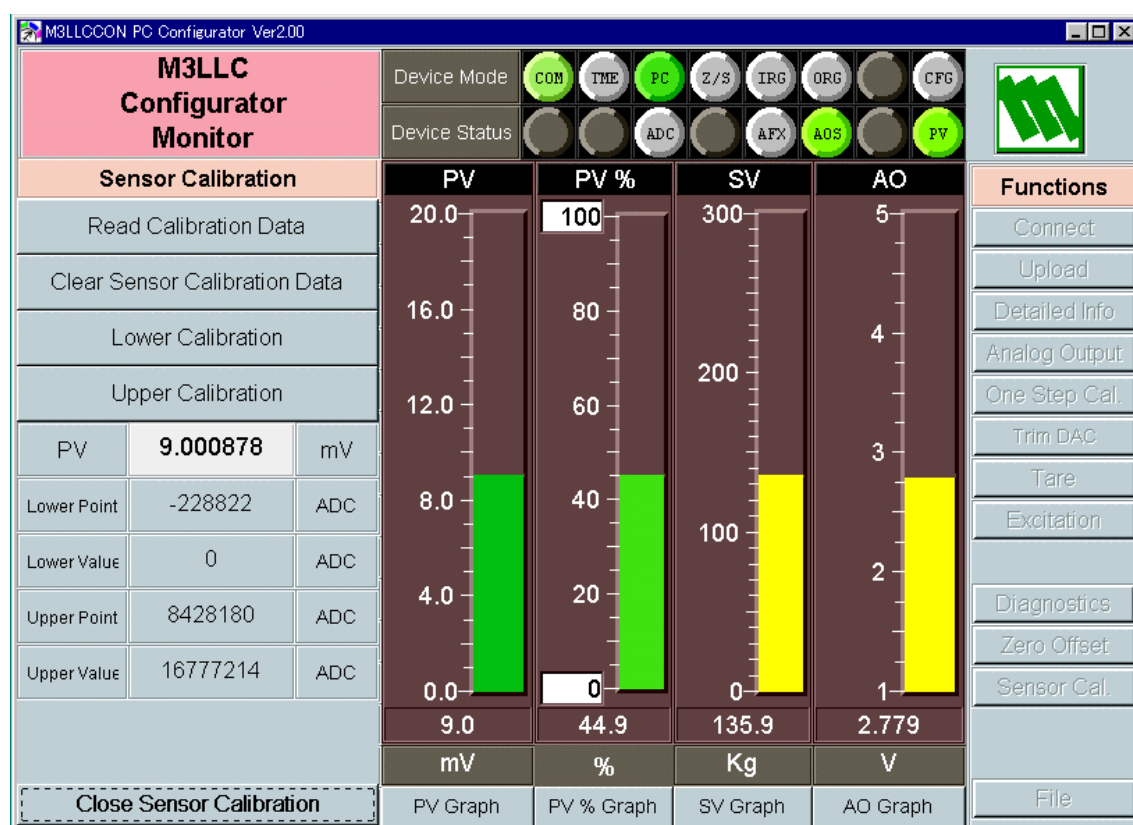 M3LLCCON PC Configurator Ver2.00
M3LLC
Configurator
Monitor
Device Mode
COM
TME
PC
Z/S
IRG
ORG
CFG
Device Status
ADC
AFX
AOS
PV
Sensor Calibration
Read Calibration Data
Clear Sensor Calibration Data
Lower Calibration
Upper Calibration
PV 9.000878 mV
Lower Point -228822 ADC
Lower Value 0 ADC
Upper Point 8428180 ADC
Upper Value 16777214 ADC
Close Sensor Calibration
PV
20.0
16.0
12.0
8.0
4.0
0.0
9.0
mV
PV Graph
PV %
100
80
60
40
20
0
44.9
%
PV % Graph
SV
300
200
100
0
135.9
Kg
SV Graph
AO
5
4
3
2
1
2.779
V
AO Graph
Functions
Connect
Upload
Detailed Info
Analog Output
One Step Cal.
Trim DAC
Tare
Excitation
Diagnostics
Zero Offset
Sensor Cal.
File